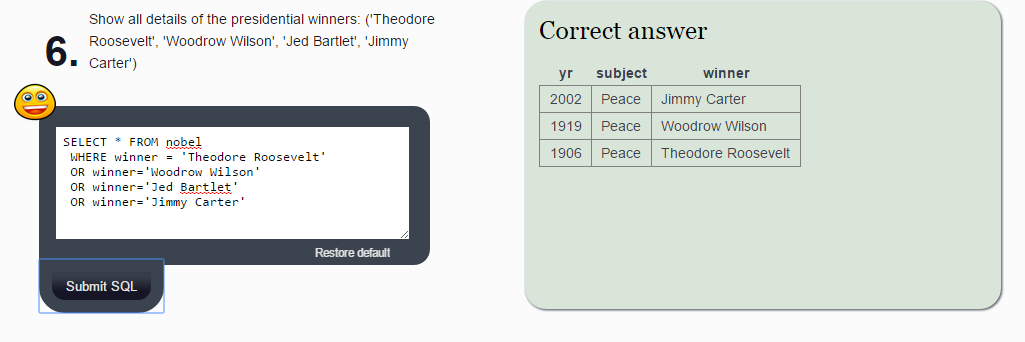 6.
Show all details of the presidential winners: ('Theodore
Roosevelt', 'Woodrow Wilson', 'Jed Bartlet', 'Jimmy
Carter')
SELECT * FROM nobel
WHERE winner = 'Theodore Roosevelt'
OR winner='Woodrow Wilson'
OR winner='Jed Bartlet'
OR winner='Jimmy Carter'
Restore default
Submit SQL
Correct answer
yr subject winner
2002 Peace Jimmy Carter
1919 Peace Woodrow Wilson
1906 Peace Theodore Roosevelt